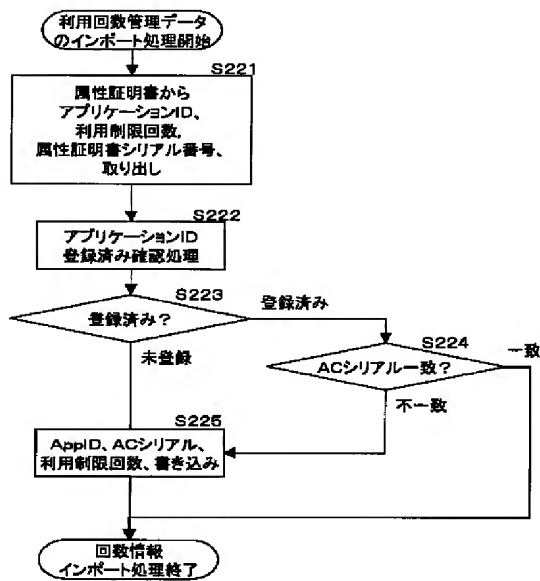 利用回数管理データ
のインポート処理開始
S221
属性証明書から
アプリケーションID、
利用制限回数,
属性証明書シリアル番号、
取り出し
S222
アプリケーションID
登録済み確認処理
S223
登録済み?
登録済み
未登録
S224
ACシリアル一致?
一致
不一致
S225
AppID、ACシリアル、
利用制限回数、書き込み
回数情報
インポート処理終了